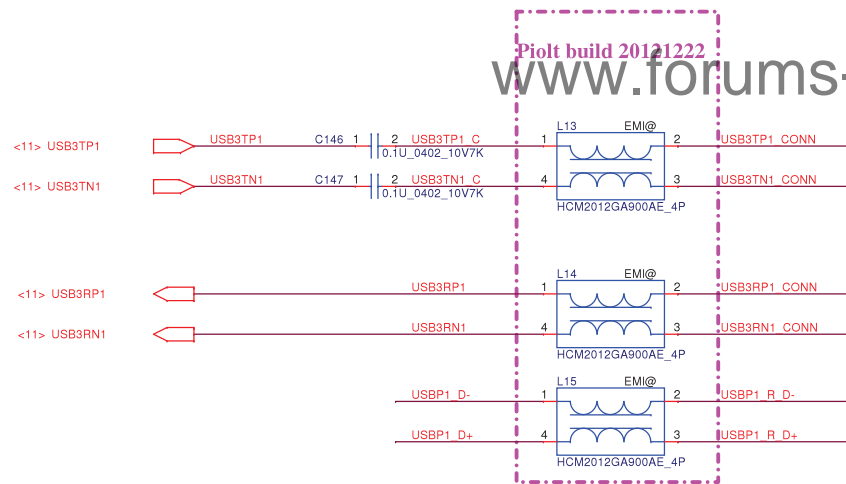 Piolt build 20121222
www.forums-
L13 EMI@
<11> USB3TP1 USB3TP1 C146 1 2 USB3TP1_C 1 2 USB3TP1_CONN
0.1U_0402_10V7K
<11> USB3TN1 USB3TN1 C147 1 2 USB3TN1_C 4 3 USB3TN1_CONN
0.1U_0402_10V7K
HCM2012GA900AE_4P
L14 EMI@
<11> USB3RP1 USB3RP1 1 2 USB3RP1_CONN
<11> USB3RN1 USB3RN1 4 3 USB3RN1_CONN
HCM2012GA900AE_4P
L15 EMI@
USBP1_D- 1 2 USBP1_R_D-
USBP1_D+ 4 3 USBP1_R_D+
HCM2012GA900AE_4P